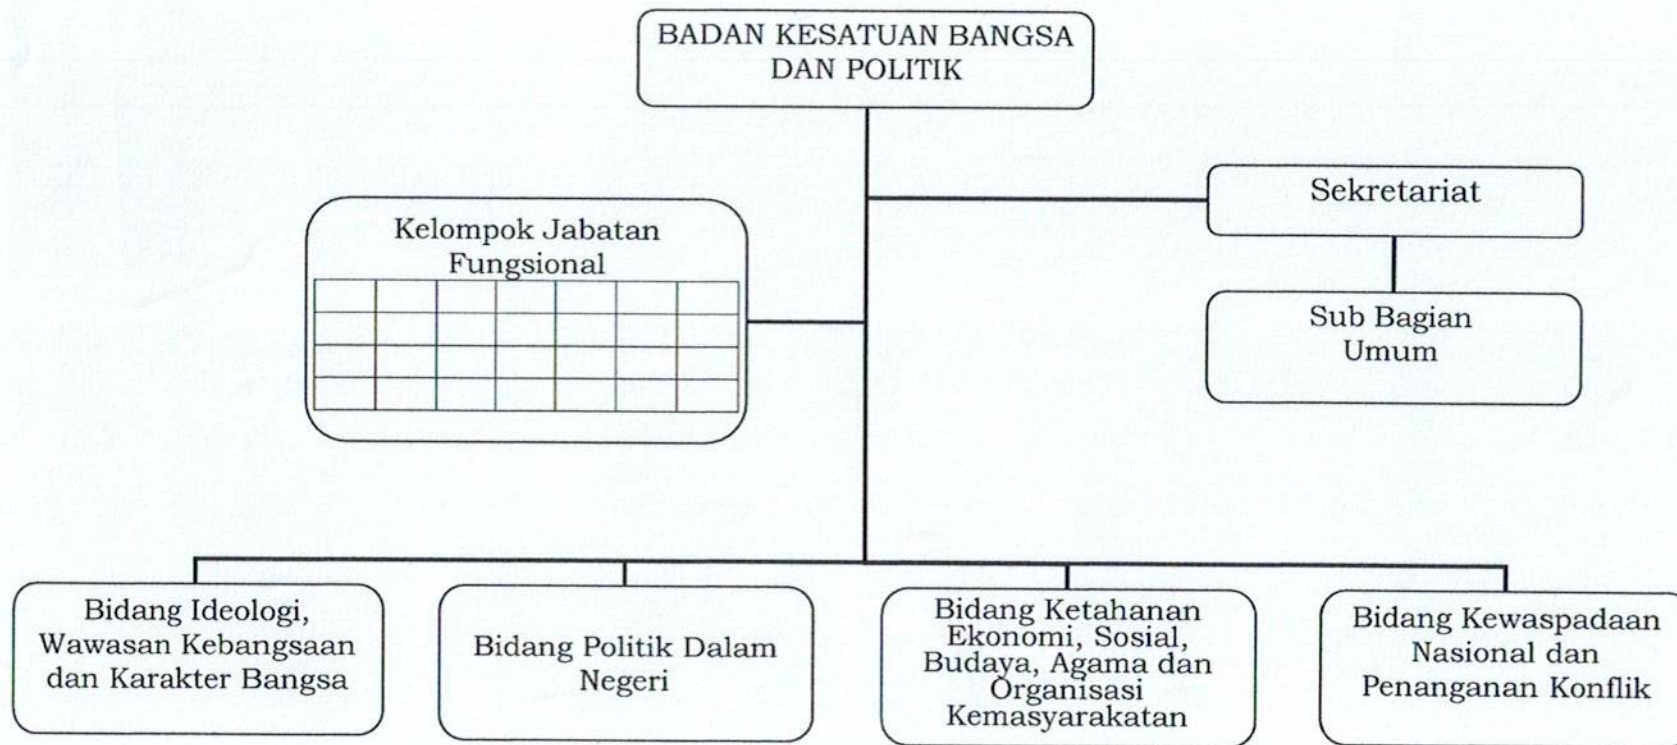 BADAN KESATUAN BANGSA
DAN POLITIK
Sekretariat
Kelompok Jabatan
Fungsional
Sub Bagian
Umum
Bidang Ideologi,
Wawasan Kebangsaan
dan Karakter Bangsa
Bidang Politik Dalam
Negeri
Bidang Ketahanan
Ekonomi, Sosial,
Budaya, Agama dan
Organisasi
Kemasyarakatan
Bidang Kewaspadaan
Nasional dan
Penanganan Konflik